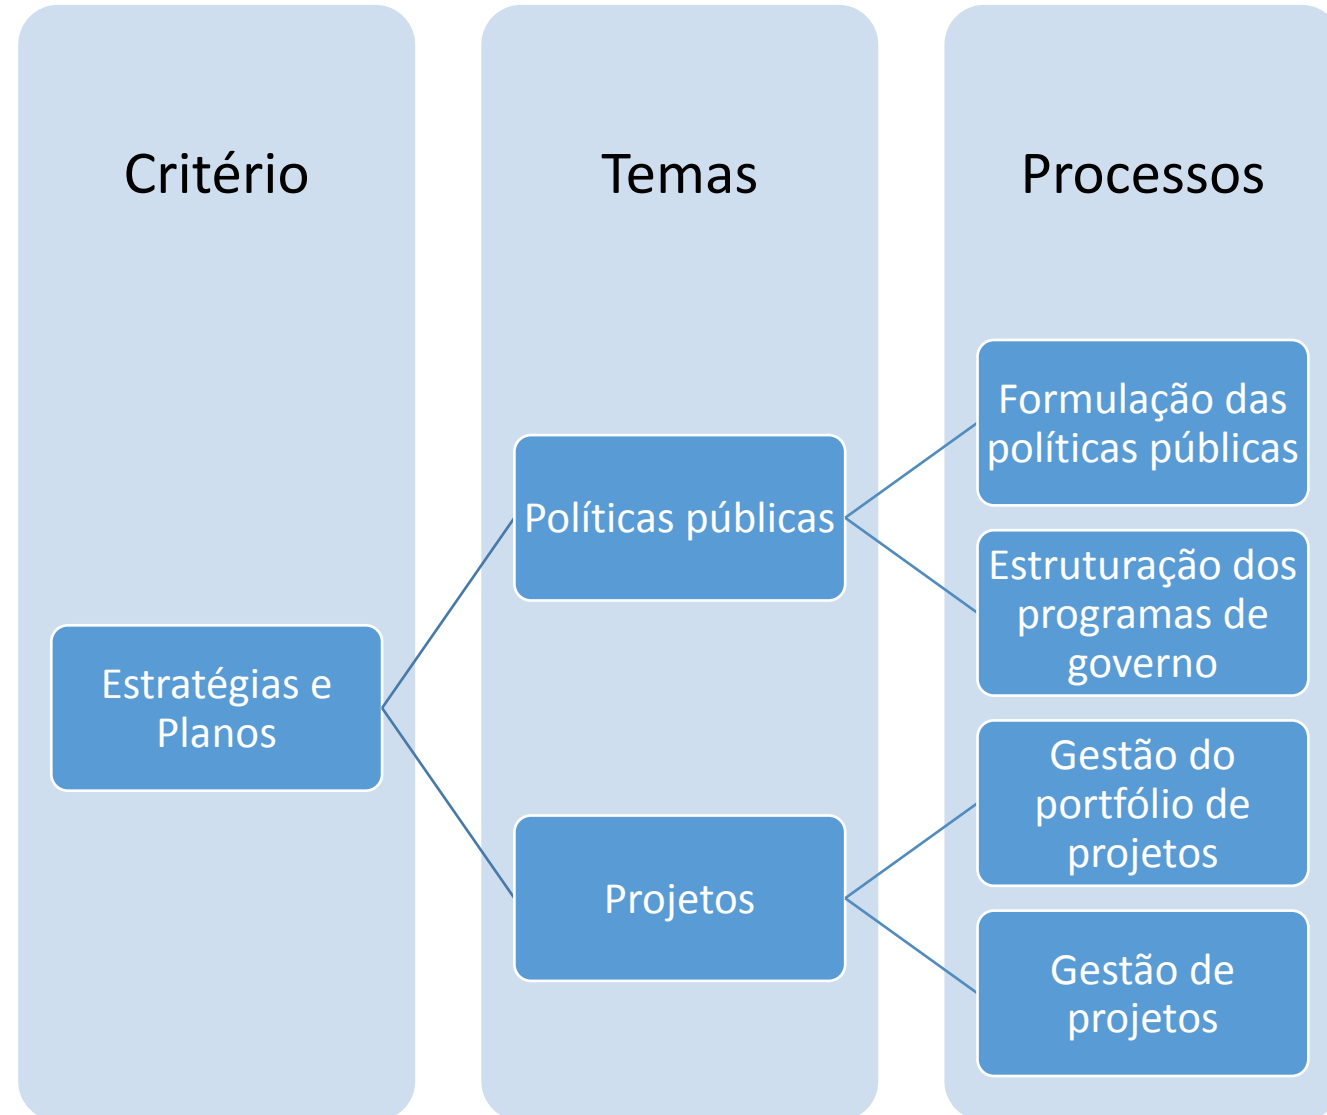 Critério
Temas
Processos
Estratégias e
Planos
Políticas públicas
Projetos
Formulação das
políticas públicas
Estruturação dos
programas de
governo
Gestão do
portfólio de
projetos
Gestão de
projetos